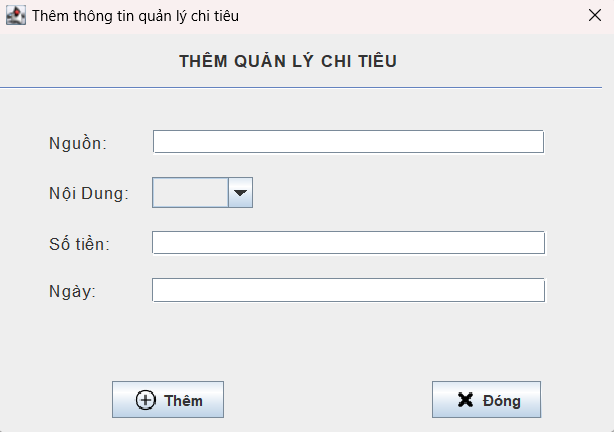 Thêm thông tin quản lý chi tiêu
THÊM QUẢN LÝ CHI TIÊU
Nguồn:
Nội Dung:
Số tiền:
Ngày:
Thêm
Đóng